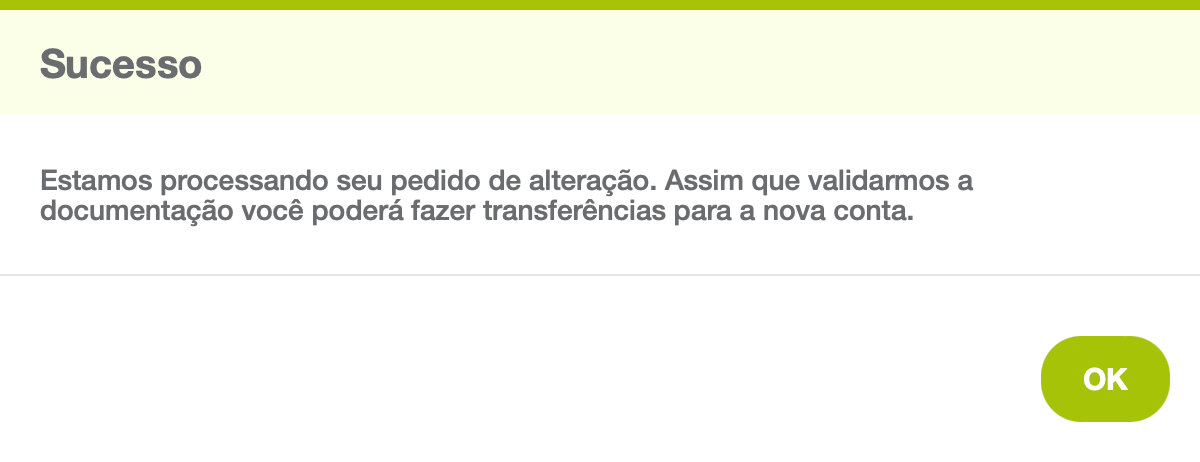 Sucesso
Estamos processando seu pedido de alteração. Assim que validarmos a
documentação você poderá fazer transferências para a nova conta.
OK